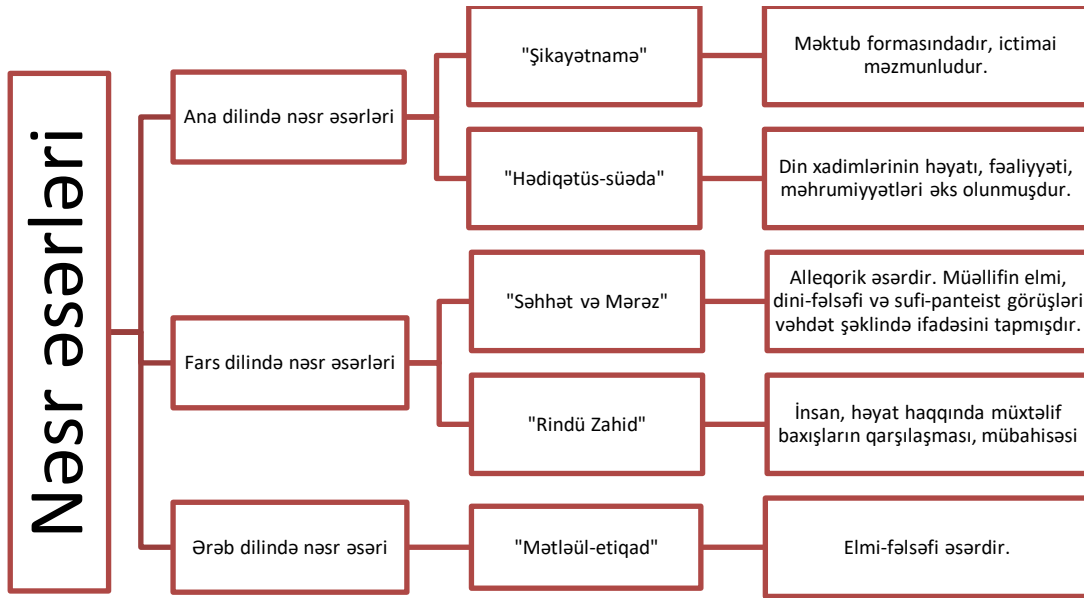 Nəsr əsərləri
Ana dilində nəsr əsərləri
"Şikayətnamə"
Məktub formasındadır, ictimai
məzmunludur.
"Hədiqətüs-süəda"
Din xadimlərinin həyatı, fəaliyyəti,
məhrumiyyətləri əks olunmuşdur.
Fars dilində nəsr əsərləri
"Səhhət və Mərəz"
Alleqorik əsərdir. Müəllifin elmi,
dini-fəlsəfi və sufi-panteist görüşləri
vəhdət şəklində ifadəsini tapmışdır.
"Rindü Zahid"
İnsan, həyat haqqında müxtəlif
baxışların qarşılaşması, mübahisəsi
Ərəb dilində nəsr əsəri
"Mətləül-etiqad"
Elmi-fəlsəfi əsərdir.